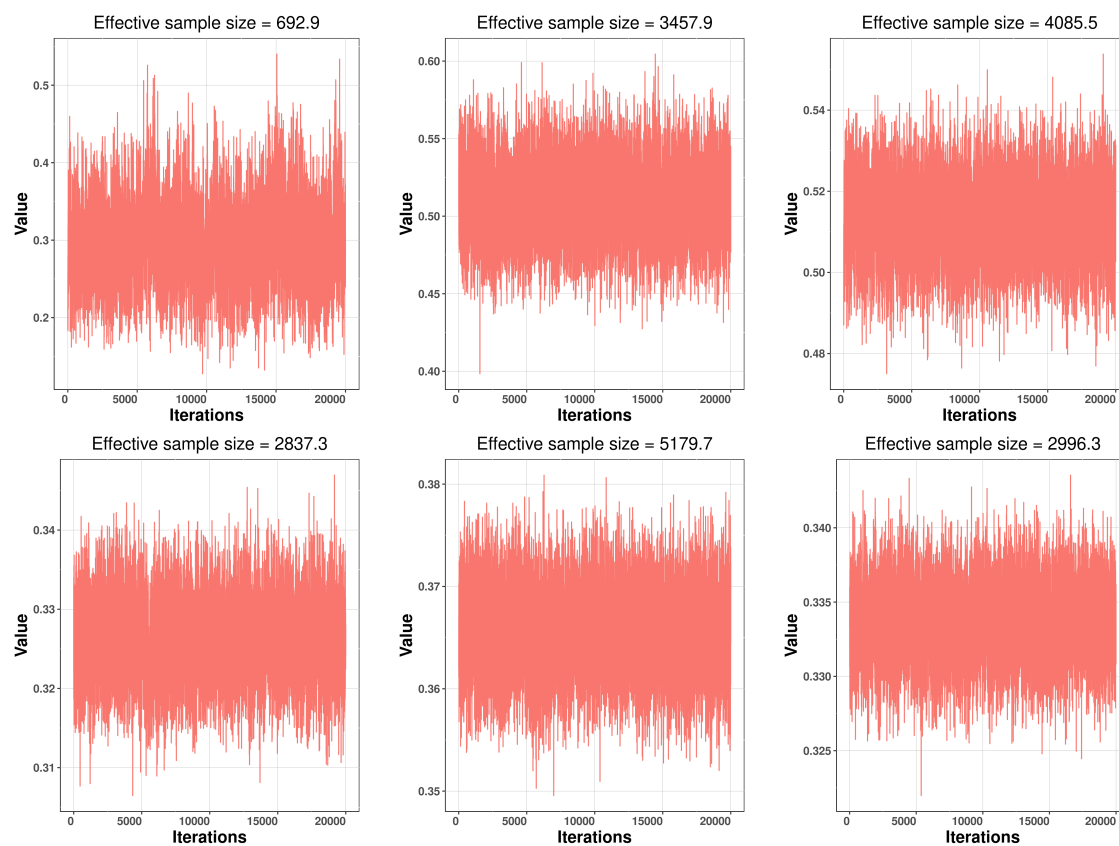 Effective sample size = 692.9
Value
0.5
0.4
0.3
0.2
0 5000 10000 15000 20000
Iterations
Effective sample size = 3457.9
Value
0.60
0.55
0.50
0.45
0.40
0 5000 10000 15000 20000
Iterations
Effective sample size = 4085.5
Value
0.54
0.52
0.50
0.48
0 5000 10000 15000 20000
Iterations
Effective sample size = 2837.3
Value
0.34
0.33
0.32
0.31
0 5000 10000 15000 20000
Iterations
Effective sample size = 5179.7
Value
0.38
0.37
0.36
0.35
0 5000 10000 15000 20000
Iterations
Effective sample size = 2996.3
Value
0.340
0.335
0.330
0.325
0 5000 10000 15000 20000
Iterations